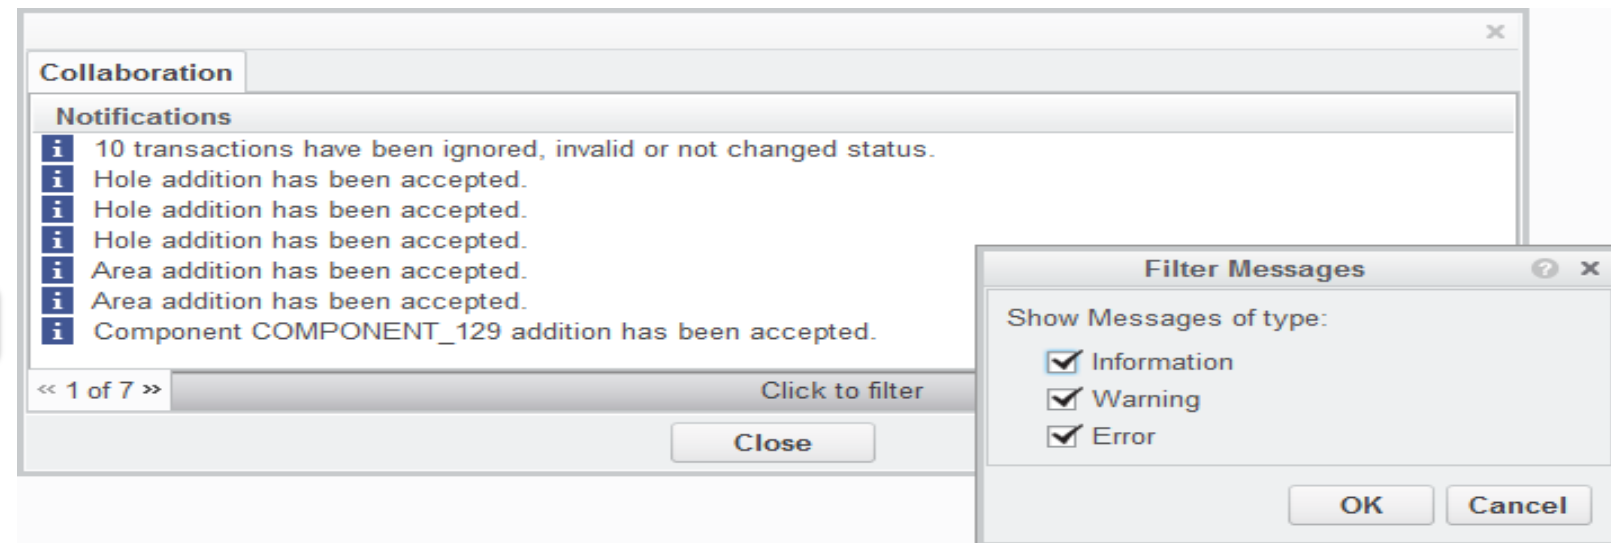 Collaboration
Notifications
i 10 transactions have been ignored, invalid or not changed status.
i Hole addition has been accepted.
i Hole addition has been accepted.
i Hole addition has been accepted.
i Area addition has been accepted.
i Area addition has been accepted.
i Component COMPONENT_129 addition has been accepted.
« 1 of 7 » Click to filter
Close
Filter Messages ? x
Show Messages of type:
Information
Warning
Error
OK Cancel